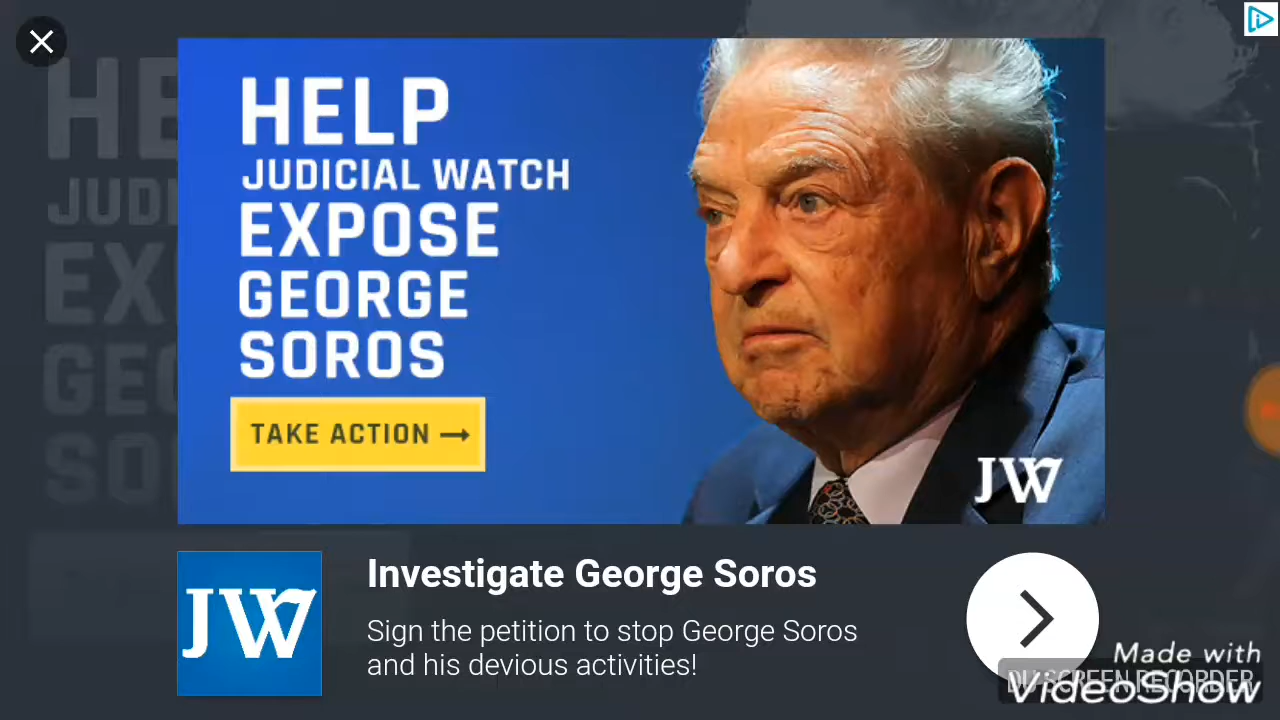 HELP
JUDICIAL WATCH
EXPOSE
GEORGE
SOROS
TAKE ACTION →
JW
JW
Investigate George Soros
Sign the petition to stop George Soros
and his devious activities!
Made with
VideoShow